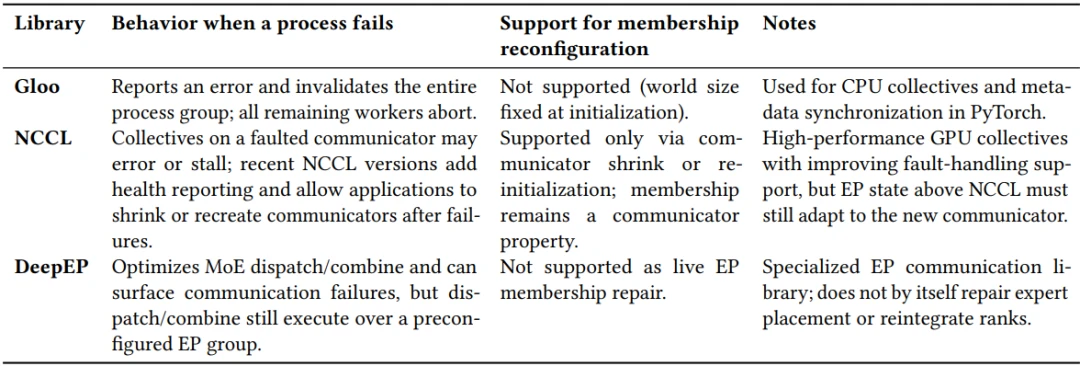 Library Behavior when a process fails Support for membership reconfiguration Notes
Gloo Reports an error and invalidates the entire process group; all remaining workers abort. Not supported (world size fixed at initialization). Used for CPU collectives and meta-data synchronization in PyTorch.
NCCL Collectives on a faulted communicator may error or stall; recent NCCL versions add health reporting and allow applications to shrink or recreate communicators after fail-ures. Supported only via com-municator shrink or re-initialization; membership remains a communicator property. High-performance GPU collectives with improving fault-handling sup-port, but EP state above NCCL must still adapt to the new communicator.
DeepEP Optimizes MoE dispatch/combine and can surface communication failures, but dis-patch/combine still execute over a precon-figured EP group. Not supported as live EP membership repair. Specialized EP communication li-brary; does not by itself repair expert placement or reintegrate ranks.